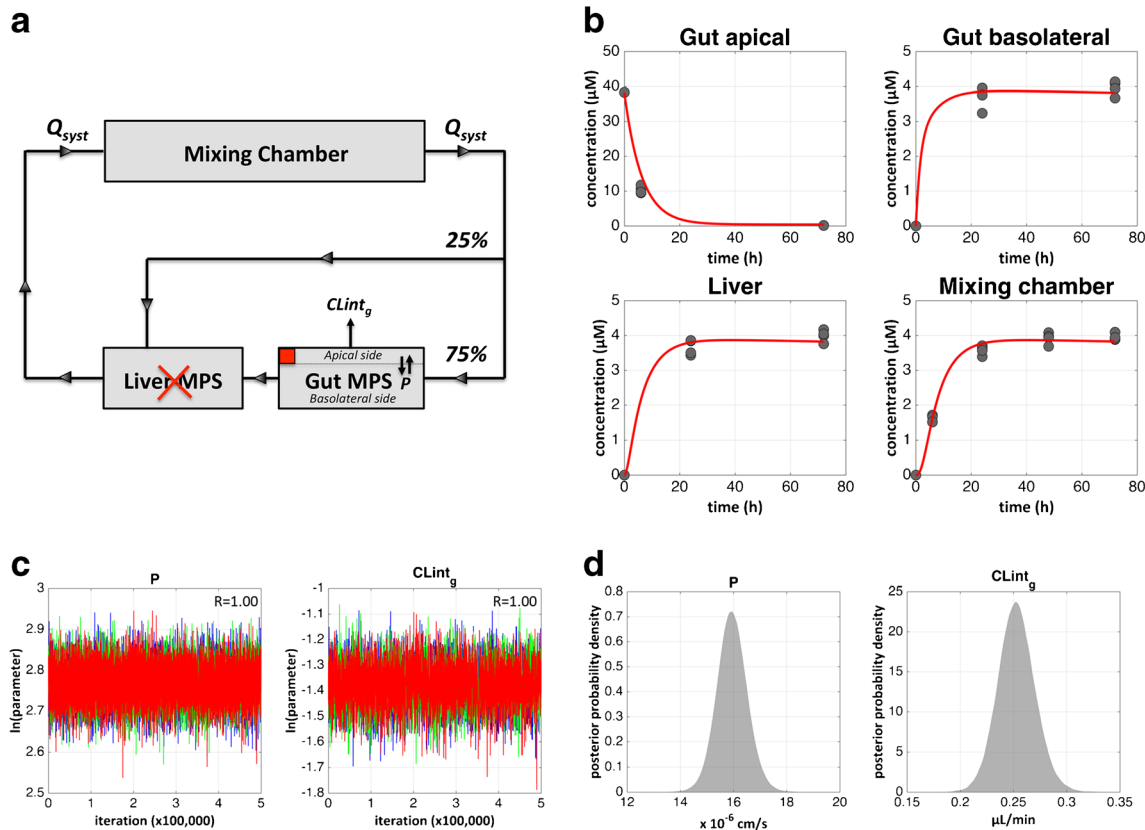 a
Q syst
Q syst
Mixing Chamber
25%
CLint g
Apical side
75%
Liver MPS
Gut MPS
P
Basolateral side
b
Gut apical
50
40
30
20
10
0
concentration (µM)
0 20 40 60 80
time (h)
Gut basolateral
5
4
3
2
1
0
concentration (µM)
0 20 40 60 80
time (h)
Liver
5
4
3
2
1
0
concentration (µM)
0 20 40 60 80
time (h)
Mixing chamber
5
4
3
2
1
0
concentration (µM)
0 20 40 60 80
time (h)
c
P
R=1.00
3
2.9
2.8
2.7
2.6
2.5
ln(parameter)
0 1 2 3 4 5
iteration (x100,000)
CLint g
R=1.00
-1
-1.1
-1.2
-1.3
-1.4
-1.5
-1.6
-1.7
-1.8
ln(parameter)
0 1 2 3 4 5
iteration (x100,000)
d
P
0.8
0.7
0.6
0.5
0.4
0.3
0.2
0.1
0
posterior probability density
12 14 16 18 20
x 10-6 cm/s
CLint g
25
20
15
10
5
0
posterior probability density
0.15 0.2 0.25 0.3 0.35
µL/min